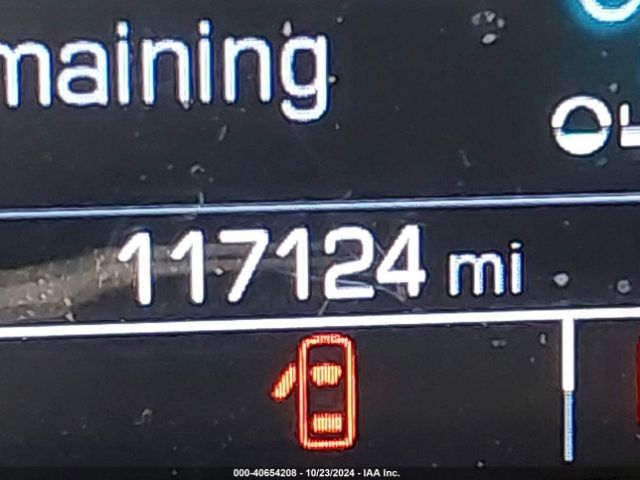 maining
117124 mi
000-40654208 - 10/23/2024 - IAA Inc.